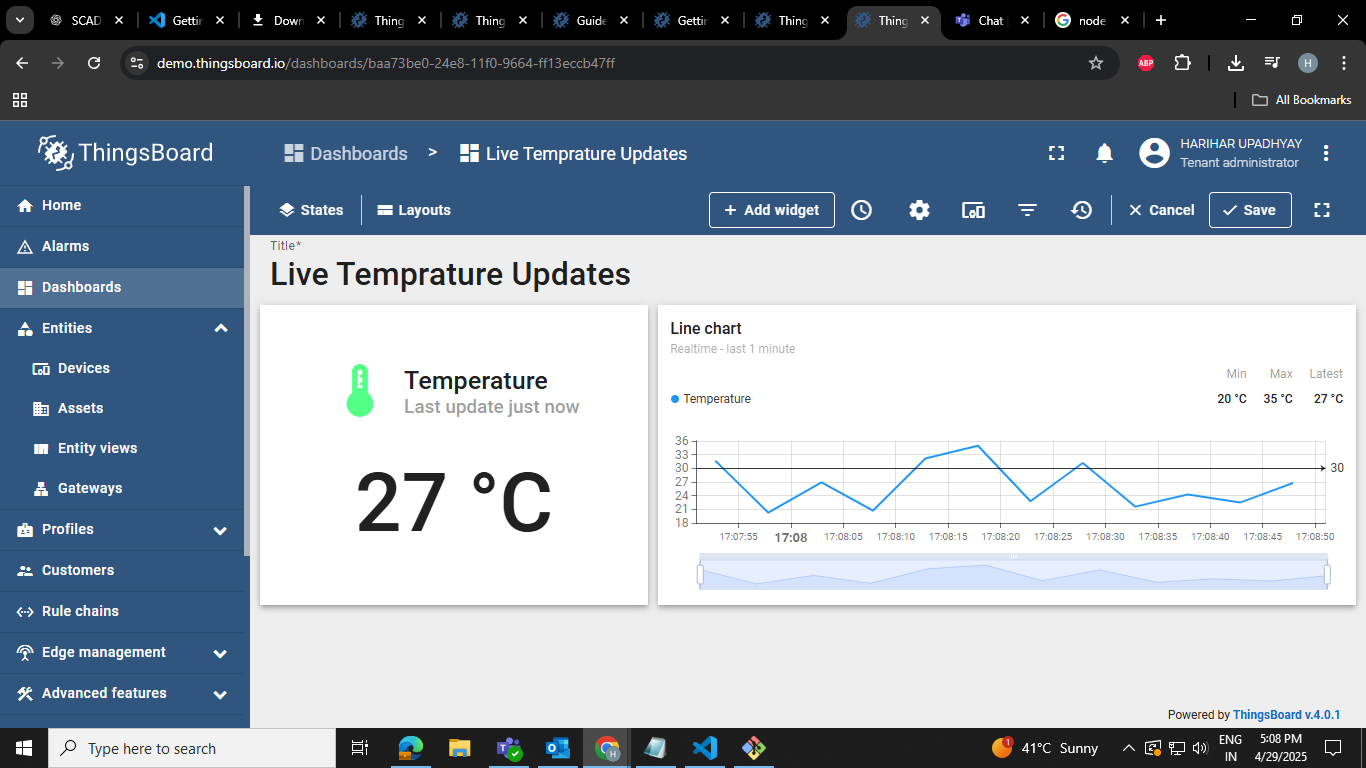 SCAD
Gettir
Down
Thing
Thing
Guide
Gettir
Thing
Thing
Chat
node
demo.thingsboard.io/dashboards/baa73be0-24e8-11f0-9664-ff13eccb47ff
ABP
H
All Bookmarks
ThingsBoard
Dashboards > Live Temprature Updates
HARIHAR UPADHYAY
Tenant administrator
Home
Alarms
Dashboards
Entities
Devices
Assets
Entity views
Gateways
Profiles
Customers
Rule chains
Edge management
Advanced features
States
Layouts
+ Add widget
Cancel
Save
Title*
Live Temprature Updates
Temperature
Last update just now
27 °C
Line chart
Realtime - last 1 minute
Min Max Latest
Temperature 20 °C 35 °C 27 °C
36
33
30
27
24
21
18
30
17:07:55 17:08 17:08:05 17:08:10 17:08:15 17:08:20 17:08:25 17:08:30 17:08:35 17:08:40 17:08:45 17:08:50
Powered by ThingsBoard v.4.0.1
Type here to search
H
1
41°C Sunny
ENG
IN
5:08 PM
4/29/2025